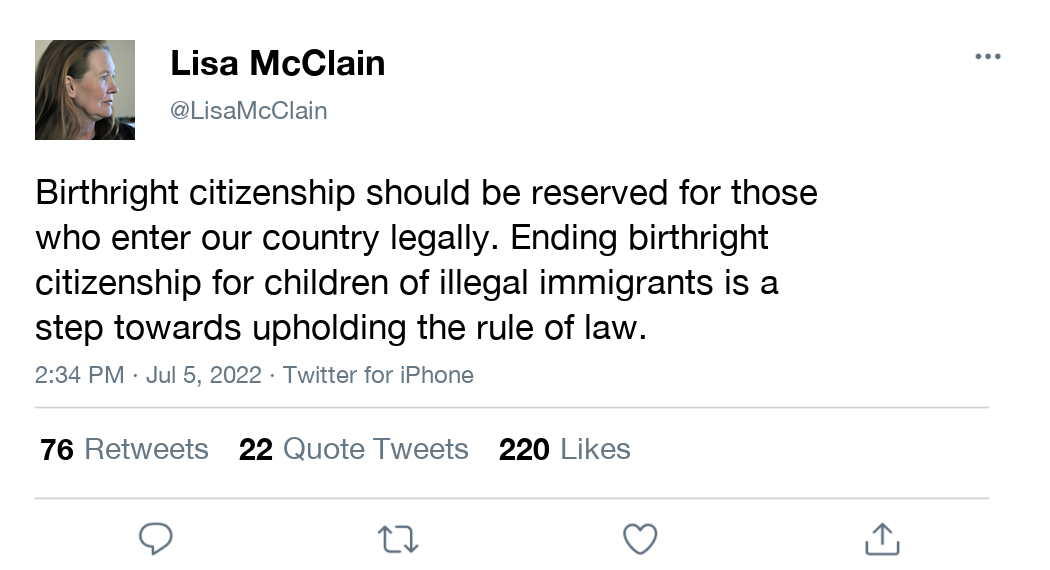 Lisa McClain
@LisaMcClain
Birthright citizenship should be reserved for those
who enter our country legally. Ending birthright
citizenship for children of illegal immigrants is a
step towards upholding the rule of law.
2:34 PM · Jul 5, 2022 · Twitter for iPhone
76 Retweets 22 Quote Tweets 220 Likes